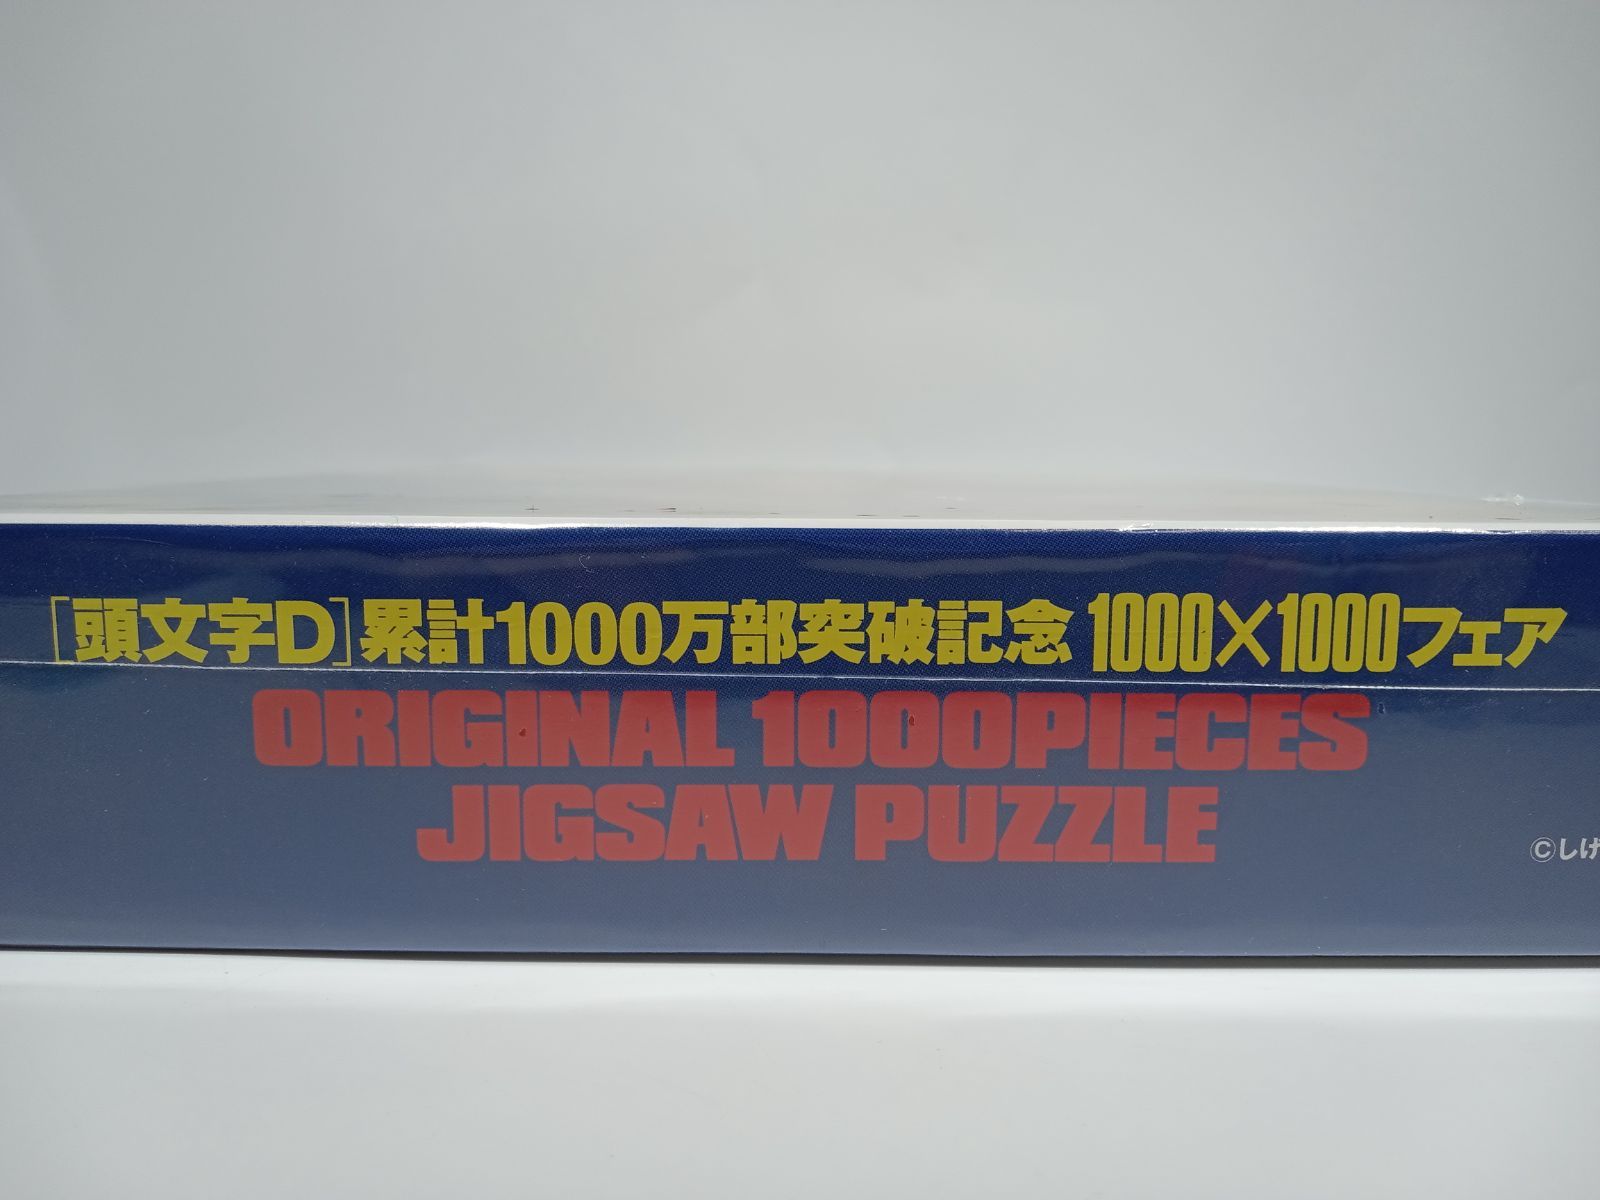 [頭文字D]累計1000万部突破記念 1000×1000フェア
ORIGINAL 1000PIECES
JIGSAW PUZZLE
©しげ